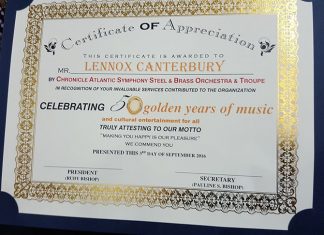 Certificate OF Appreciation
THIS CERTIFICATE IS AWARDED TO
MR. LENNOX CANTERBURY
BY CHRONICLE ATLANTIC SYMPHONY STEEL & BRASS ORCHESTRA & TROUPE
IN RECOGNITION OF YOUR INVALUABLE SERVICES CONTRIBUTED TO THE ORGANIZATION
CELEBRATING 50 golden years of music
and cultural entertainment for all
TRULY ATTESTING TO OUR MOTTO
"MAKING YOU HAPPY IS OUR PLEASURE"
WE COMMEND YOU
PRESENTED THIS 3RD DAY OF SEPTEMBER 2016
PRESIDENT
(RUDY BISHOP)
SECRETARY
(PAULINE S. BISHOP)